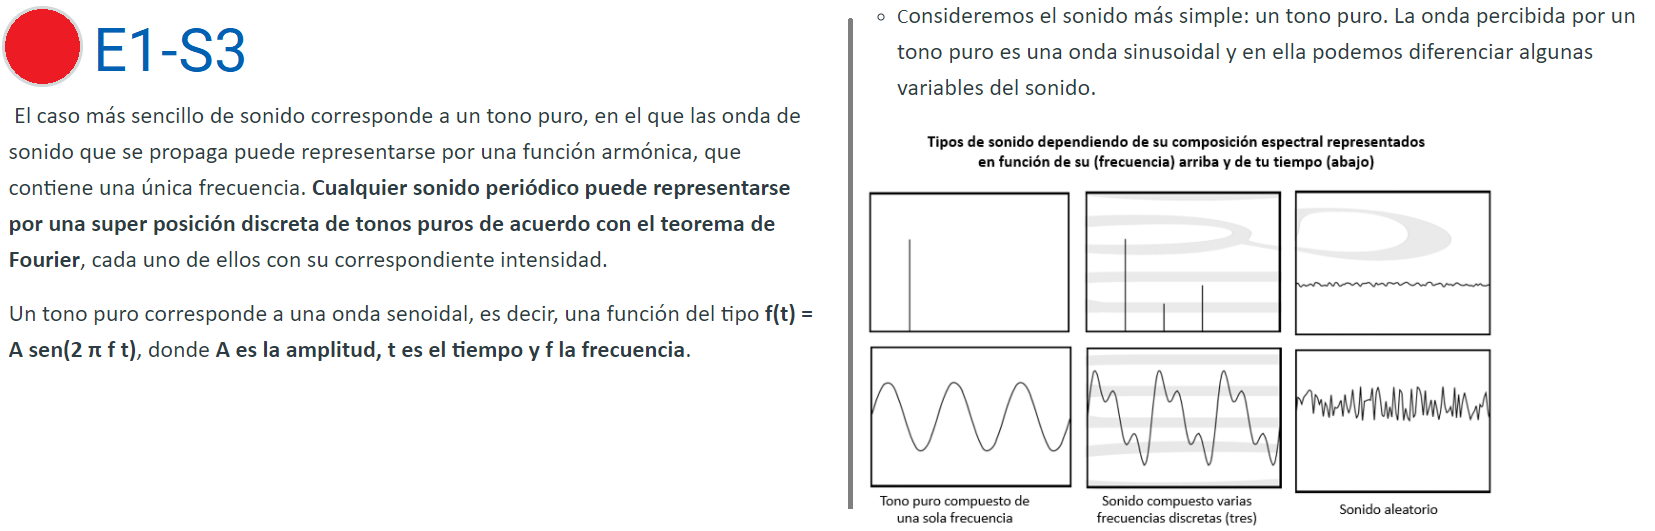 E1-S3
El caso más sencillo de sonido corresponde a un tono puro, en el que las onda de
sonido que se propaga puede representarse por una función armónica, que
contiene una única frecuencia. Cualquier sonido periódico puede representarse
por una super posición discreta de tonos puros de acuerdo con el teorema de
Fourier, cada uno de ellos con su correspondiente intensidad.
Un tono puro corresponde a una onda senoidal, es decir, una función del tipo f(t) =
A sen(2 π f t), donde A es la amplitud, t es el tiempo y f la frecuencia.
Consideremos el sonido más simple: un tono puro. La onda percibida por un
tono puro es una onda sinusoidal y en ella podemos diferenciar algunas
variables del sonido.
Tipos de sonido dependiendo de su composición espectral representados
en función de su (frecuencia) arriba y de tu tiempo (abajo)
Tono puro compuesto de
una sola frecuencia
Sonido compuesto varias
frecuencias discretas (tres)
Sonido aleatorio